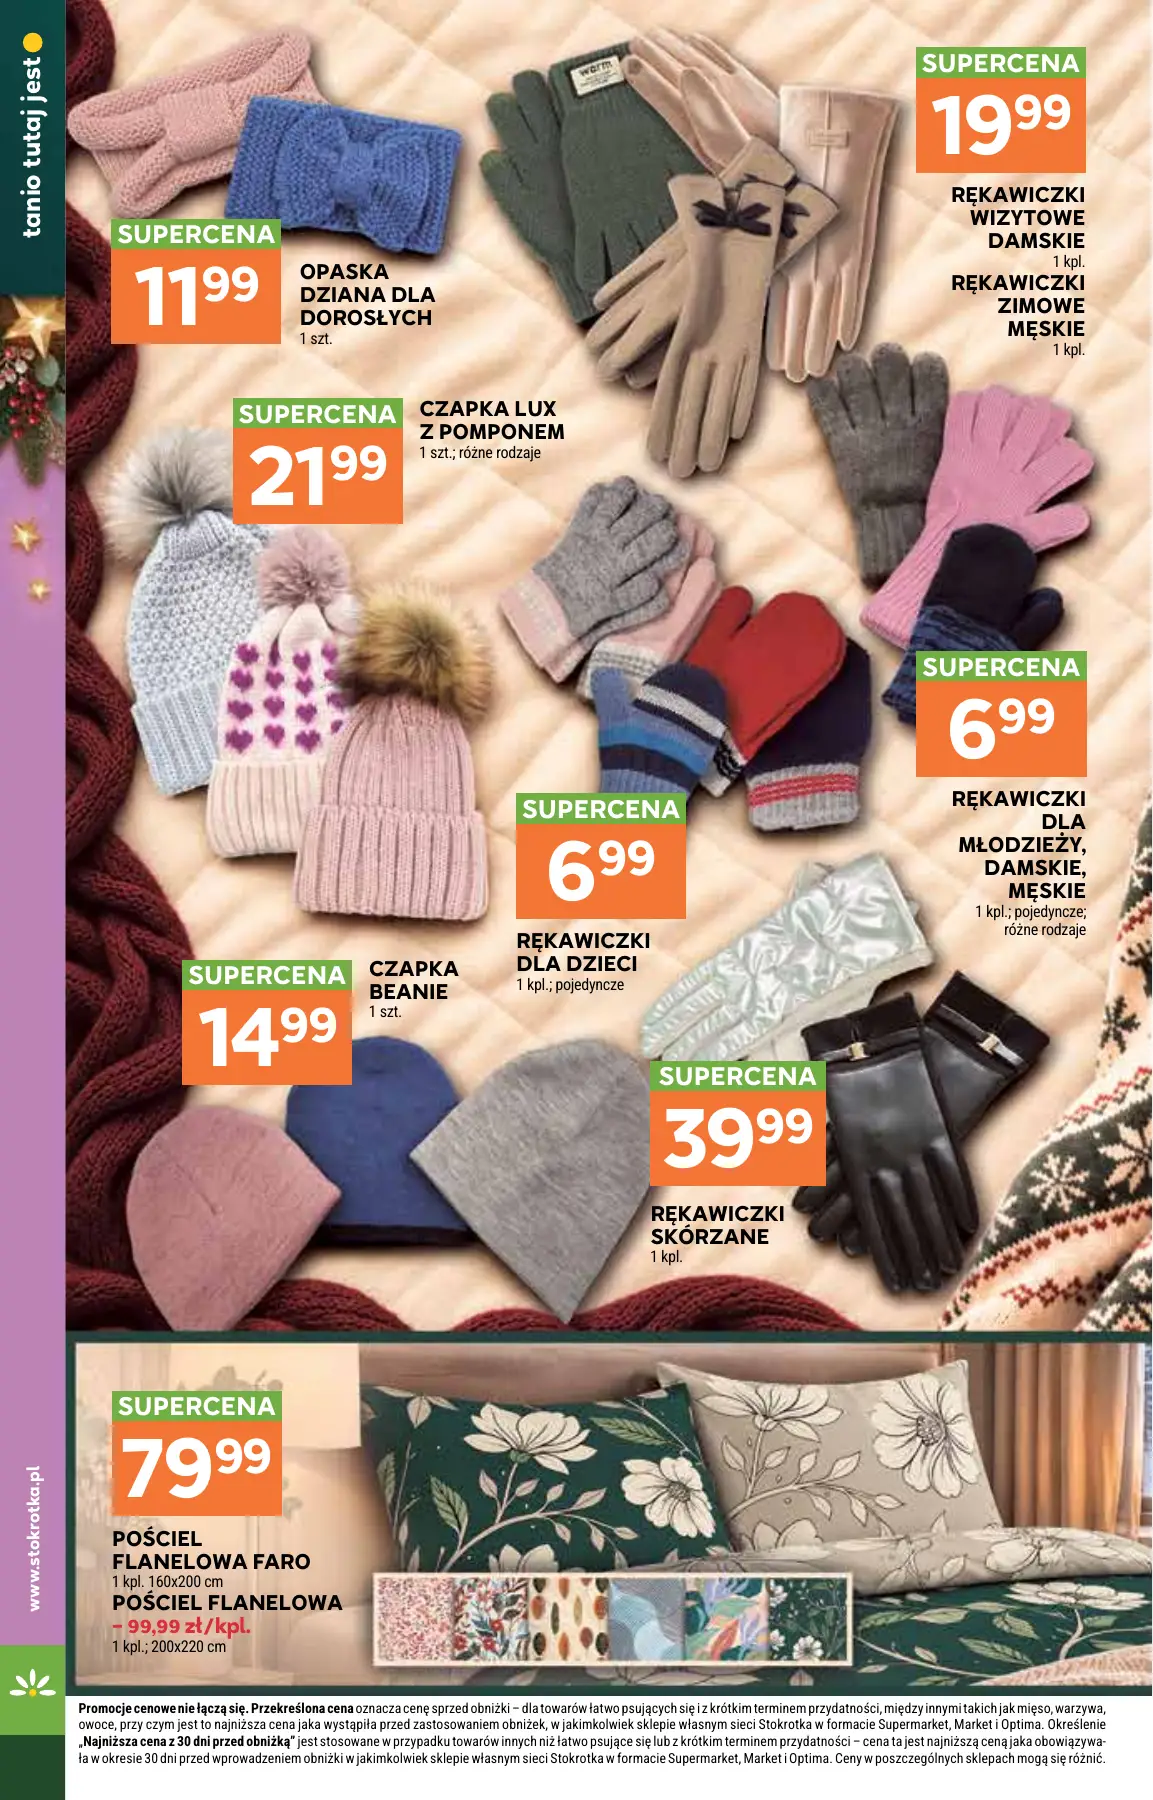 tanio tutaj jest
SUPERCENA
11 99
OPASKA
DZIANA DLA
DOROSŁYCH
1 szt.
warm
SUPERCENA
19 99
RĘKAWICZKI
WIZYTOWE
DAMSKIE
1 kpl.
RĘKAWICZKI
ZIMOWE
MĘSKIE
1 kpl.
SUPERCENA
21 99
CZAPKA LUX
Z POMPONEM
1 szt.; różne rodzaje
SUPERCENA
6 99
RĘKAWICZKI
DLA
MŁODZIEŻY,
DAMSKIE,
MĘSKIE
1 kpl.; pojedyncze;
różne rodzaje
SUPERCENA
6 99
RĘKAWICZKI
DLA DZIECI
1 kpl.; pojedyncze
SUPERCENA
14 99
CZAPKA
BEANIE
1 szt.
SUPERCENA
39 99
RĘKAWICZKI
SKÓRZANE
1 kpl.
SUPERCENA
79 99
POŚCIEL
FLANELOWA FARO
1 kpl. 160x200 cm
POŚCIEL FLANELOWA
– 99,99 zł/kpl.
1 kpl.; 200x220 cm
www.stokrotka.pl
Promocje cenowe nie łączą się. Przekreślona cena oznacza cenę sprzed obniżki – dla towarów łatwo psujących się i z krótkim terminem przydatności, między innymi takich jak mięso, warzywa,
owoce, przy czym jest to najniższa cena jaka wystąpiła przed zastosowaniem obniżek, w jakimkolwiek sklepie własnym sieci Stokrotka w formacie Supermarket, Market i Optima. Określenie
„Najniższa cena z 30 dni przed obniżką” jest stosowane w przypadku towarów innych niż łatwo psujące się lub z krótkim terminem przydatności – cena ta jest najniższą ceną jaka obowiązywa-
ła w okresie 30 dni przed wprowadzeniem obniżki w jakimkolwiek sklepie własnym sieci Stokrotka w formacie Supermarket, Market i Optima. Ceny w poszczególnych sklepach mogą się różnić.